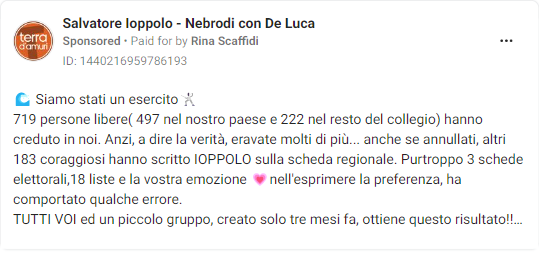 Salvatore Ioppolo - Nebrodi con De Luca
Sponsored • Paid for by Rina Scaffidi
ID: 1440216959786193
terra
d'amuri
🌊 Siamo stati un esercito🤺
719 persone libere( 497 nel nostro paese e 222 nel resto del collegio) hanno
creduto in noi. Anzi, a dire la verità, eravate molti di più... anche se annullati, altri
183 coraggiosi hanno scritto IOPPOLO sulla scheda regionale. Purtroppo 3 schede
elettorali,18 liste e la vostra emozione 💗nell'esprimere la preferenza, ha
comportato qualche errore.
TUTTI VOI ed un piccolo gruppo, creato solo tre mesi fa, ottiene questo risultato!!...